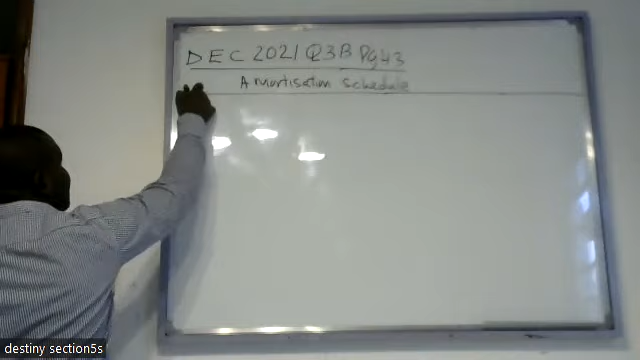 DEC 2021 Q3B Pg43
Amortisation schedule
destiny section5s